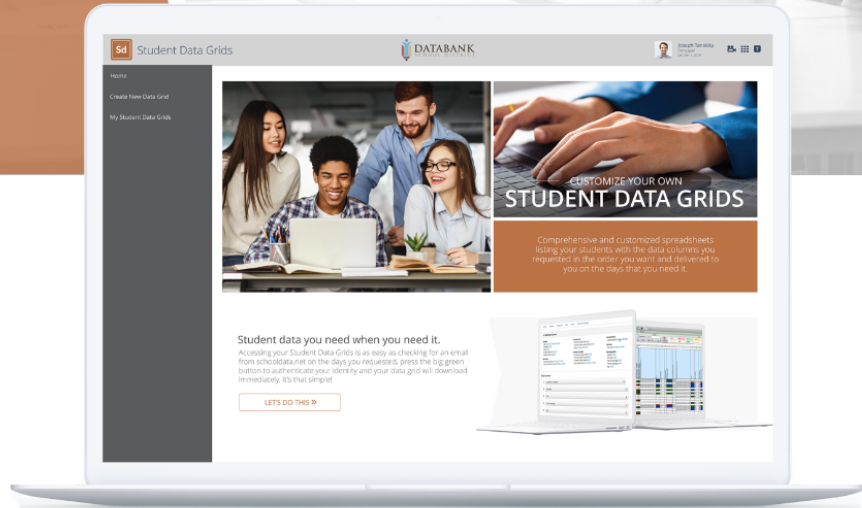 Sd Student Data Grids
DATABANK
SCHOOL DISTRICT
Principal
Home
Create New Data Grid
My Student Data Grids
CUSTOMIZE YOUR OWN
STUDENT DATA GRIDS
Comprehensive and customized spreadsheets
listing your students with the data columns you
requested in the order you want and delivered to
you on the days that you need it.
Student data you need when you need it.
Accessing your Student Data Grids is as easy as checking for an email
from schooldata.net on the days you requested, press the big green
button to authenticate your identity and your data grid will download
immediately. It's that simple!
LET'S DO THIS »